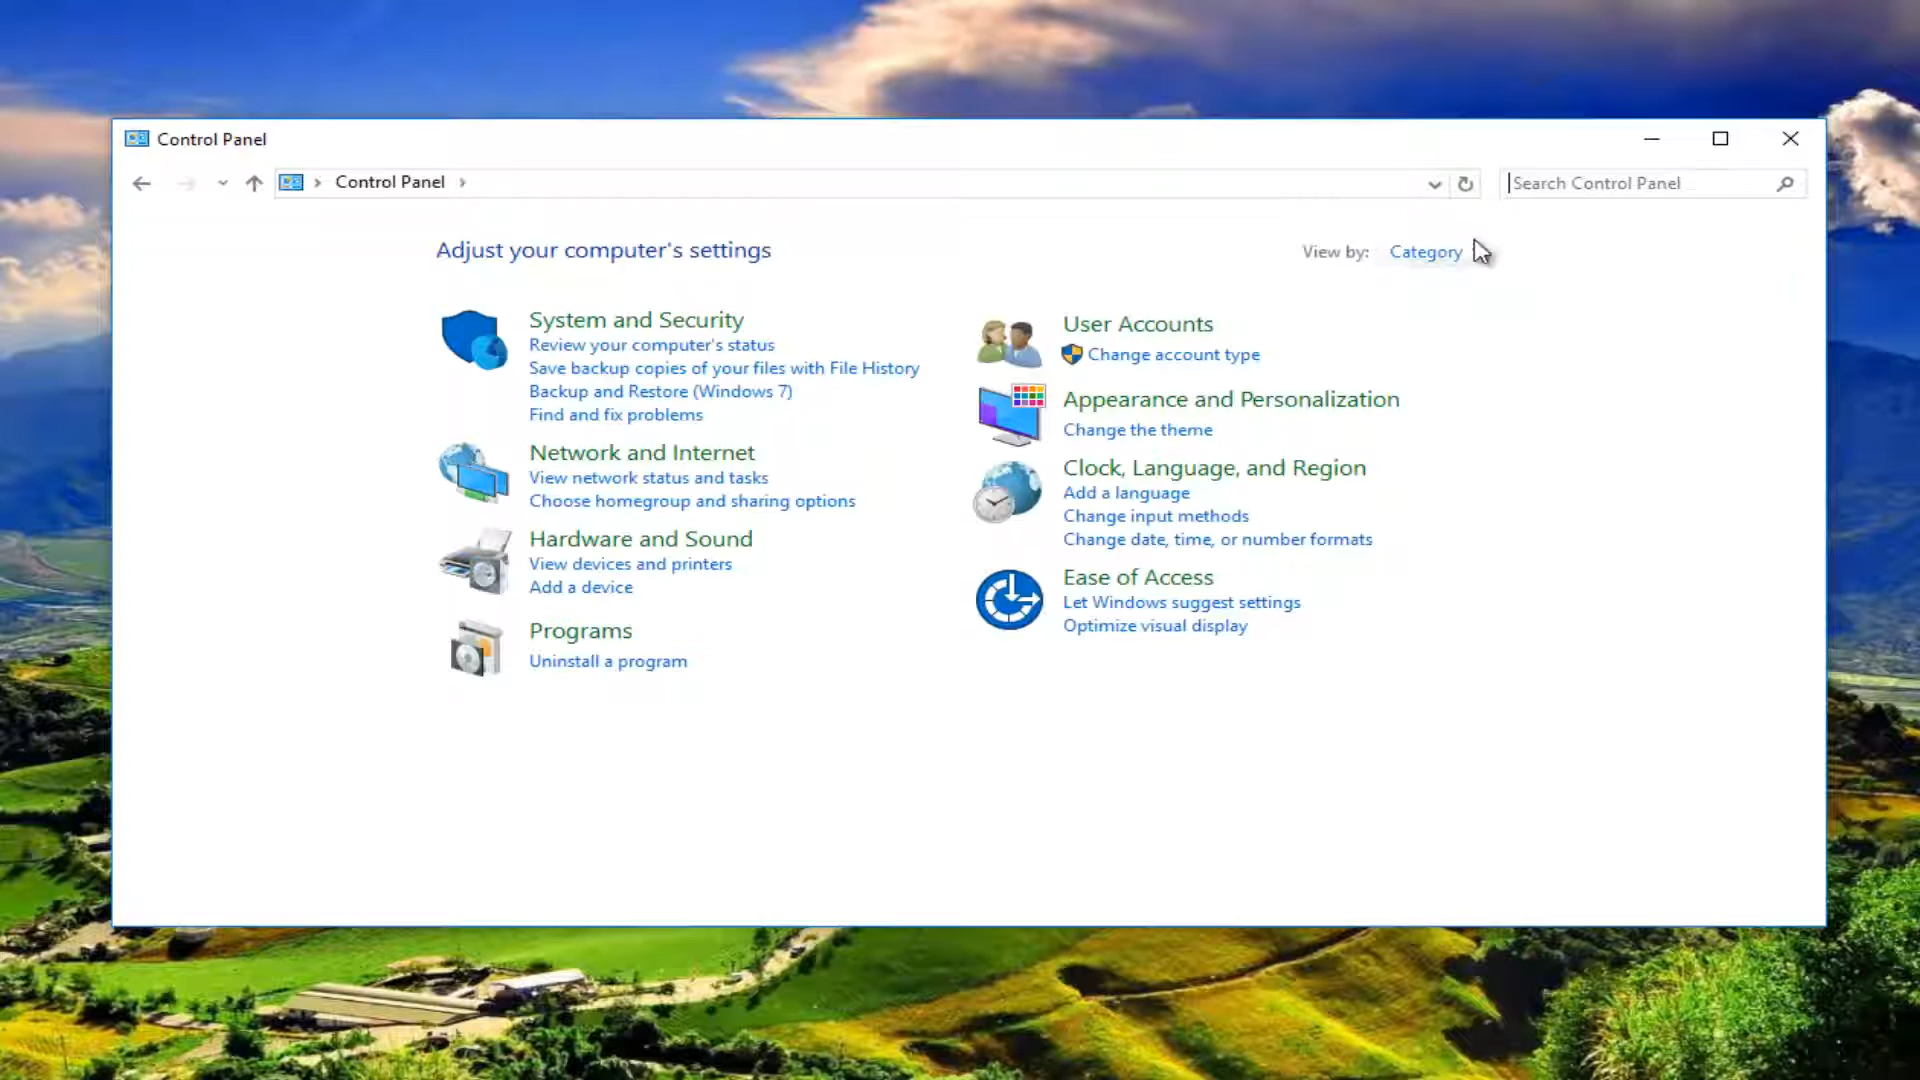 Control Panel
Control Panel
Search Control Panel
Adjust your computer's settings
View by: Category
System and Security
Review your computer's status
Save backup copies of your files with File History
Backup and Restore (Windows 7)
Find and fix problems
Network and Internet
View network status and tasks
Choose homegroup and sharing options
Hardware and Sound
View devices and printers
Add a device
Programs
Uninstall a program
User Accounts
Change account type
Appearance and Personalization
Change the theme
Clock, Language, and Region
Add a language
Change input methods
Change date, time, or number formats
Ease of Access
Let Windows suggest settings
Optimize visual display